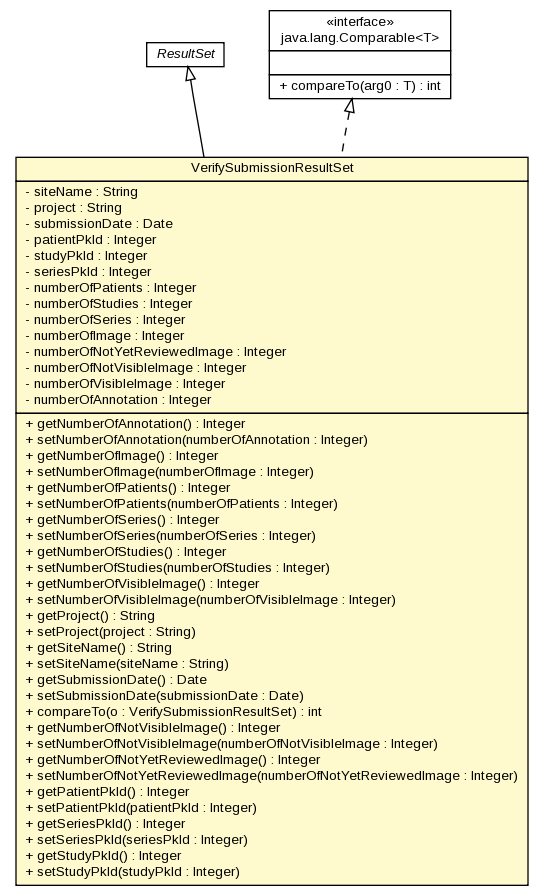 «interface»
java.lang.Comparable<T>
ResultSet
+ compareTo(arg0 : T) : int
VerifySubmissionResultSet
- siteName : String
- project : String
- submissionDate : Date
- patientPkId : Integer
- studyPkId : Integer
- seriesPkId : Integer
- numberOfPatients : Integer
- numberOfStudies : Integer
- numberOfSeries : Integer
- numberOfImage : Integer
- numberOfNotYetReviewedImage : Integer
- numberOfNotVisibleImage : Integer
- numberOfVisibleImage : Integer
- numberOfAnnotation : Integer
+ getNumberOfAnnotation() : Integer
+ setNumberOfAnnotation(numberOfAnnotation : Integer)
+ getNumberOfImage() : Integer
+ setNumberOfImage(numberOfImage : Integer)
+ getNumberOfPatients() : Integer
+ setNumberOfPatients(numberOfPatients : Integer)
+ getNumberOfSeries() : Integer
+ setNumberOfSeries(numberOfSeries : Integer)
+ getNumberOfStudies() : Integer
+ setNumberOfStudies(numberOfStudies : Integer)
+ getNumberOfVisibleImage() : Integer
+ setNumberOfVisibleImage(numberOfVisibleImage : Integer)
+ getProject() : String
+ setProject(project : String)
+ getSiteName() : String
+ setSiteName(siteName : String)
+ getSubmissionDate() : Date
+ setSubmissionDate(submissionDate : Date)
+ compareTo(o : VerifySubmissionResultSet) : int
+ getNumberOfNotVisibleImage() : Integer
+ setNumberOfNotVisibleImage(numberOfNotVisibleImage : Integer)
+ getNumberOfNotYetReviewedImage() : Integer
+ setNumberOfNotYetReviewedImage(numberOfNotYetReviewedImage : Integer)
+ getPatientPkId() : Integer
+ setPatientPkId(patientPkId : Integer)
+ getSeriesPkId() : Integer
+ setSeriesPkId(seriesPkId : Integer)
+ getStudyPkId() : Integer
+ setStudyPkId(studyPkId : Integer)